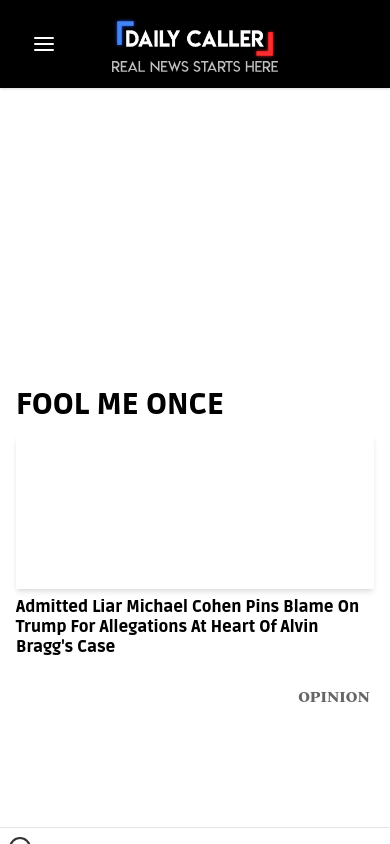 DAILY CALLER
REAL NEWS STARTS HERE
FOOL ME ONCE
Admitted Liar Michael Cohen Pins Blame On
Trump For Allegations At Heart Of Alvin
Bragg's Case
OPINION